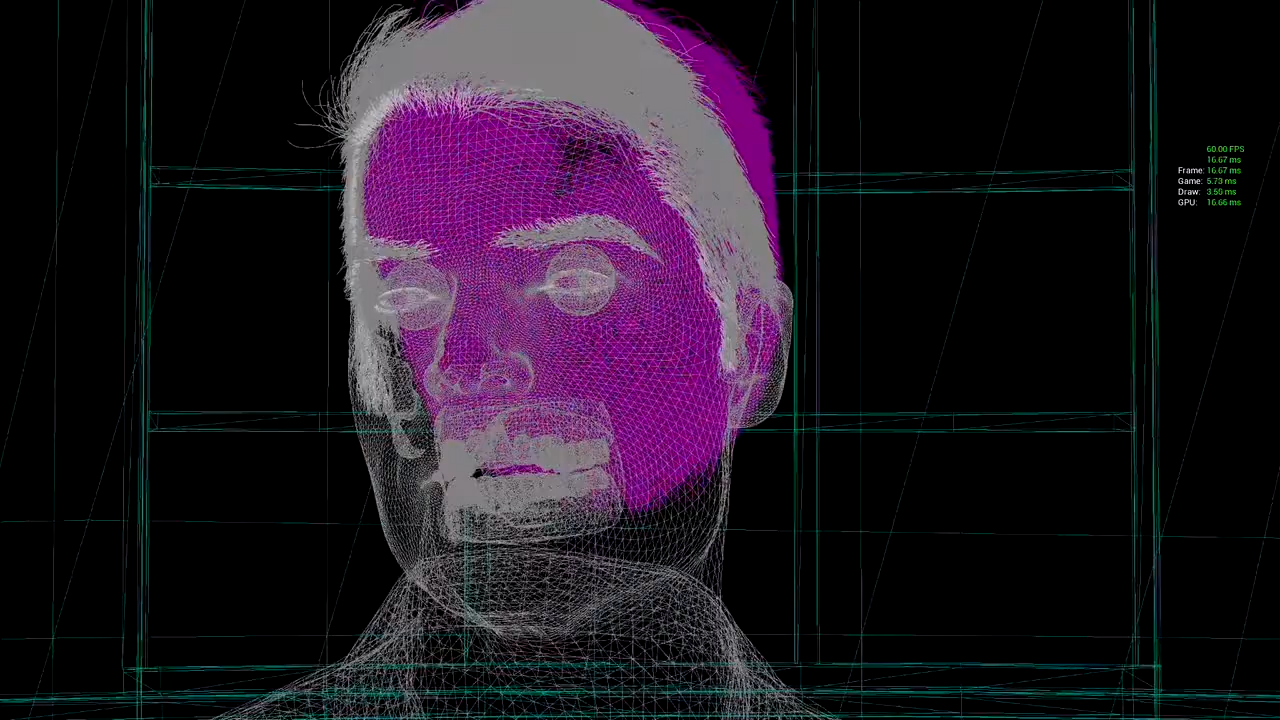 60.00 FPS
16.67 ms
Frame: 16.67 ms
Game: 5.73 ms
Draw: 3.55 ms
GPU: 16.66 ms